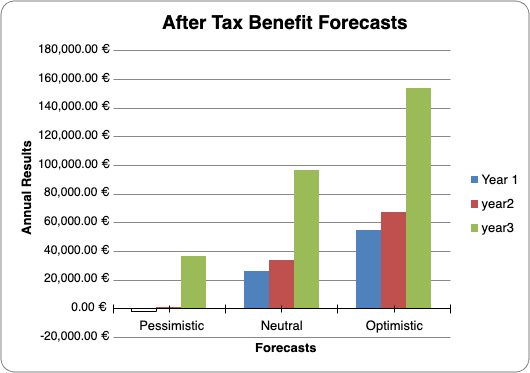 After Tax Benefit Forecasts
180,000.00 €
160,000.00 €
140,000.00 €
120,000.00 €
100,000.00 €
80,000.00 €
60,000.00 €
40,000.00 €
20,000.00 €
0.00 €
-20,000.00 €
Annual Results
Pessimistic
Neutral
Optimistic
Forecasts
Year 1
year2
year3